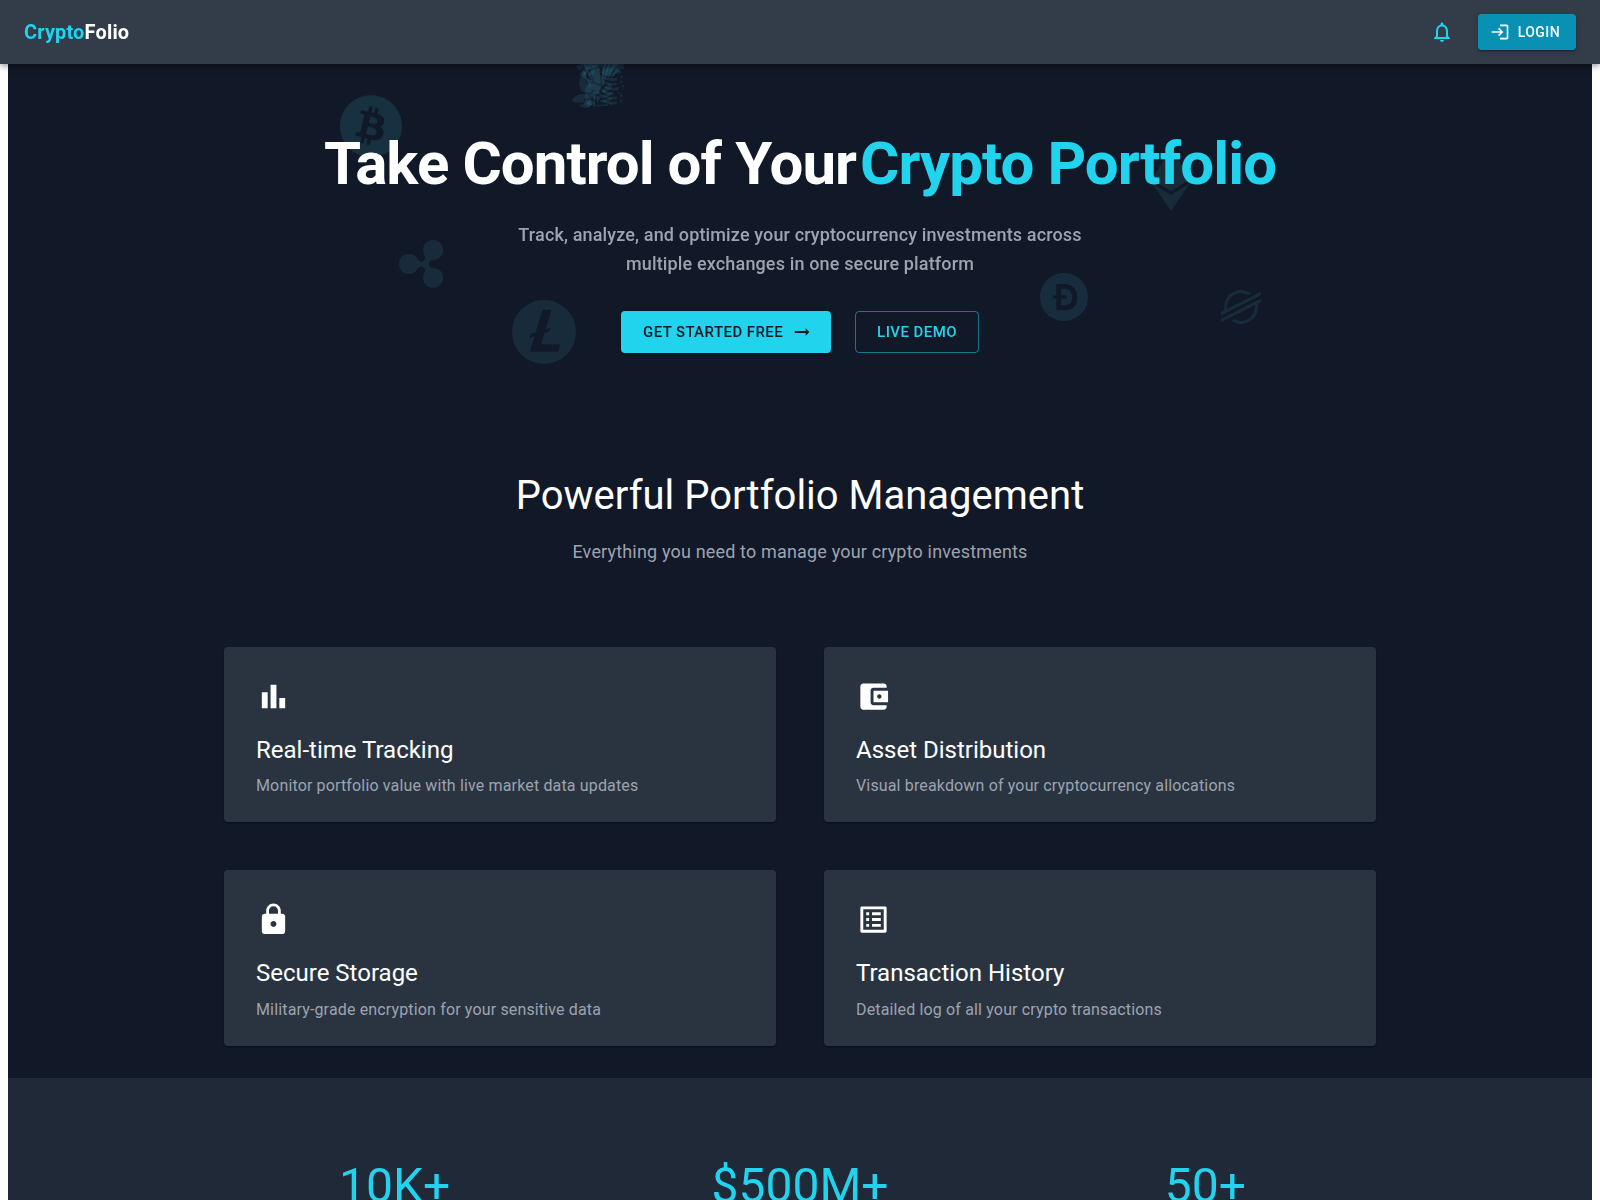 CryptoFolio
LOGIN
Take Control of Your Crypto Portfolio
Track, analyze, and optimize your cryptocurrency investments across
multiple exchanges in one secure platform
GET STARTED FREE →
LIVE DEMO
Powerful Portfolio Management
Everything you need to manage your crypto investments
Real-time Tracking
Monitor portfolio value with live market data updates
Asset Distribution
Visual breakdown of your cryptocurrency allocations
Secure Storage
Military-grade encryption for your sensitive data
Transaction History
Detailed log of all your crypto transactions
10K+
$500M+
50+